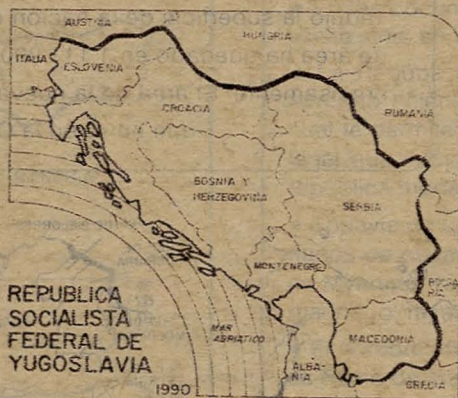 AUSTRIA
HUNGRIA
ITALIA
ESLOVENIA
CROACIA
RUMANIA
BOSNIA Y
HERZEGOVINA
SERBIA
MONTENEGRO
REPUBLICA
SOCIALISTA
FEDERAL DE
YUGOSLAVIA
1990
MAR
ADRIATICO
MACEDONIA
ALBA-
NIA
GRECIA